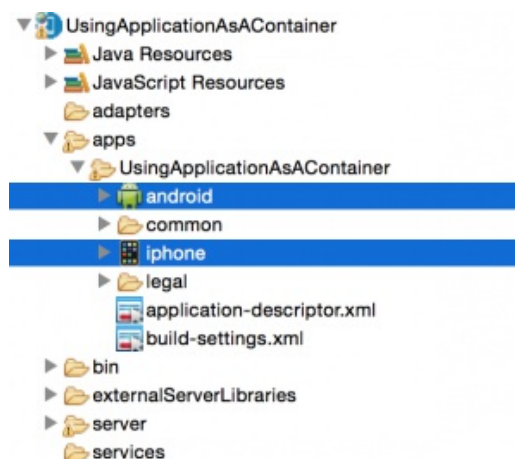 UsingApplicationAsAContainer
Java Resources
JavaScript Resources
adapters
apps
UsingApplicationAsAContainer
android
common
iphone
legal
application-descriptor.xml
build-settings.xml
bin
externalServerLibraries
server
services